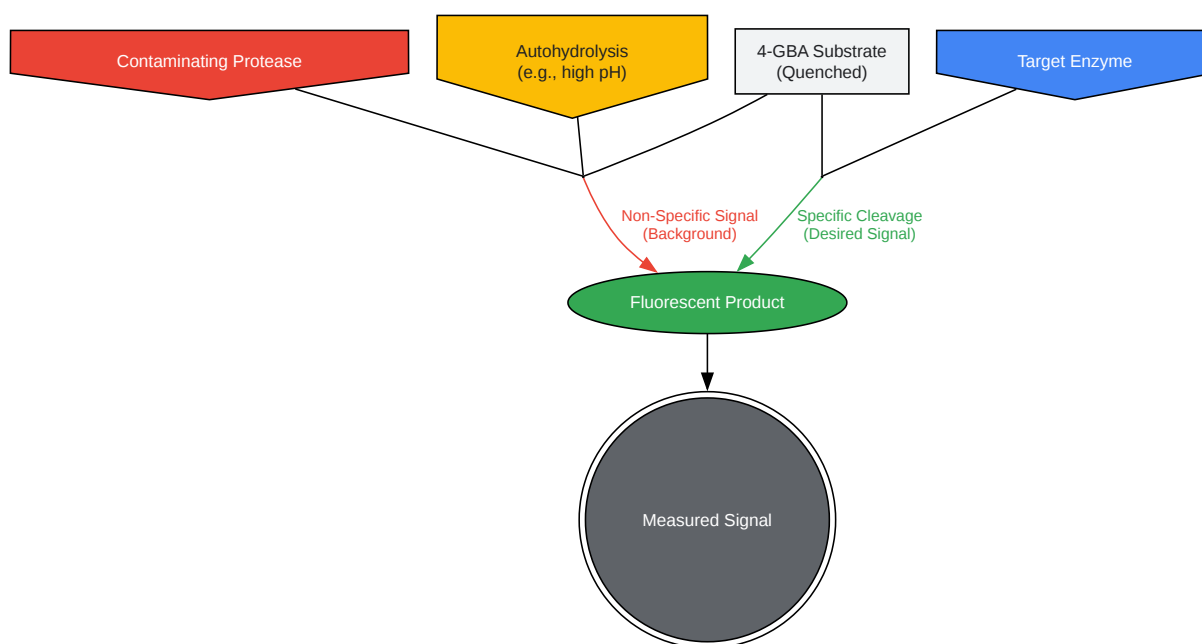 Contaminating Protease
Autohydrolysis
(e.g., high pH)
4-GBA Substrate
(Quenched)
Target Enzyme
Non-Specific Signal
(Background)
Specific Cleavage
(Desired Signal)
Fluorescent Product
Measured Signal